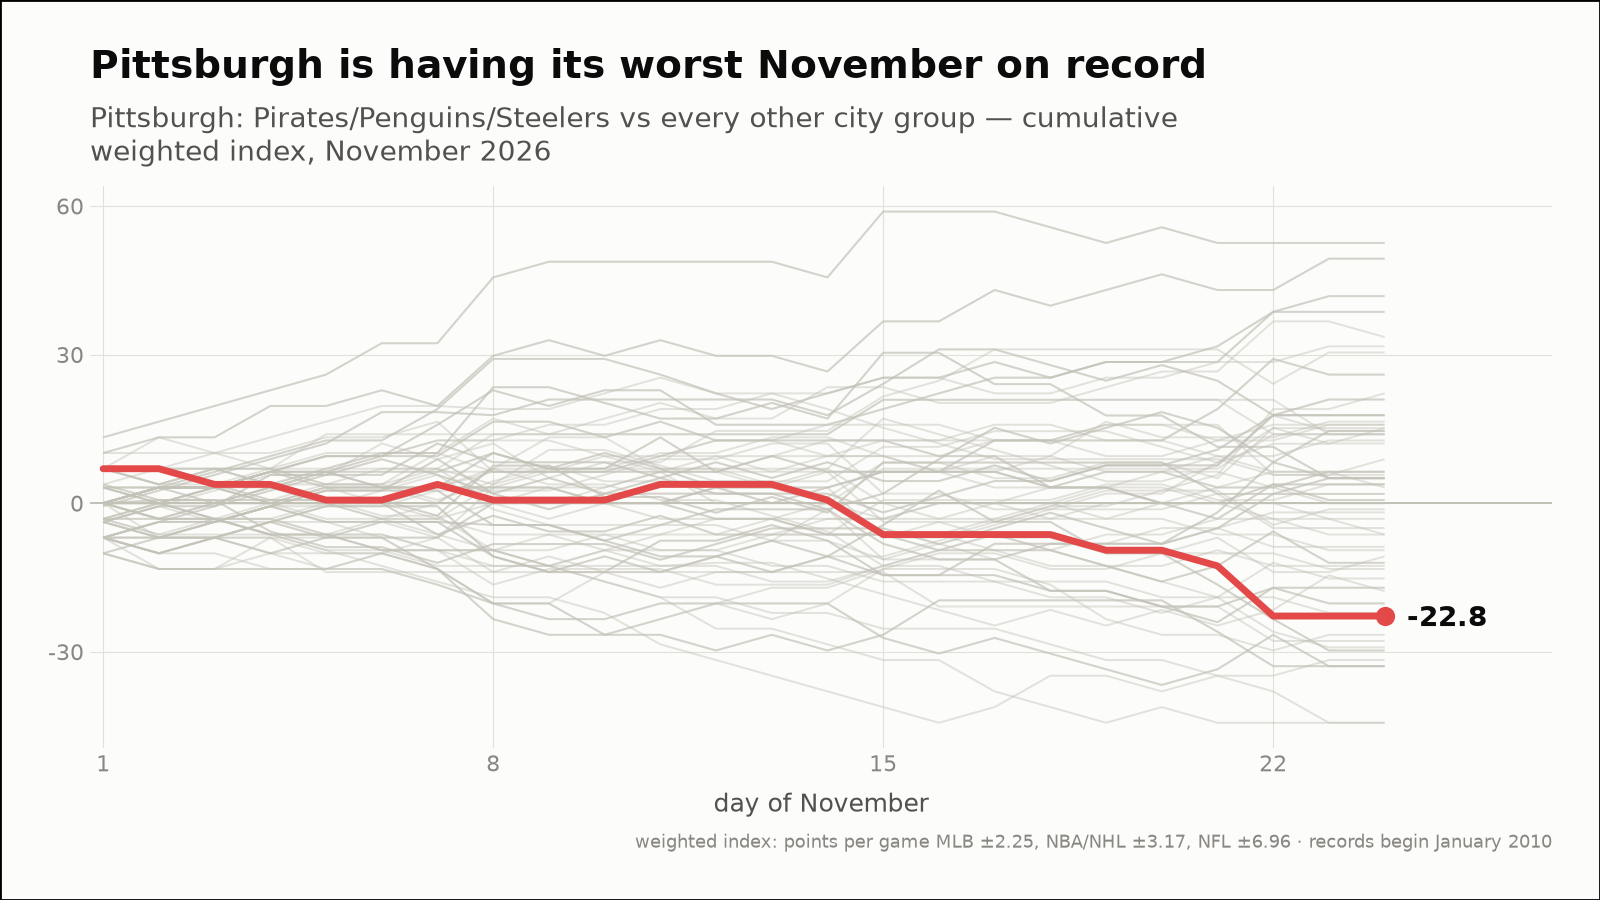 Pittsburgh is having its worst November on record
Pittsburgh: Pirates/Penguins/Steelers vs every other city group — cumulative
weighted index, November 2026
60
30
0
-30
-22.8
1
8
15
22
day of November
weighted index: points per game MLB ±2.25, NBA/NHL ±3.17, NFL ±6.96 · records begin January 2010